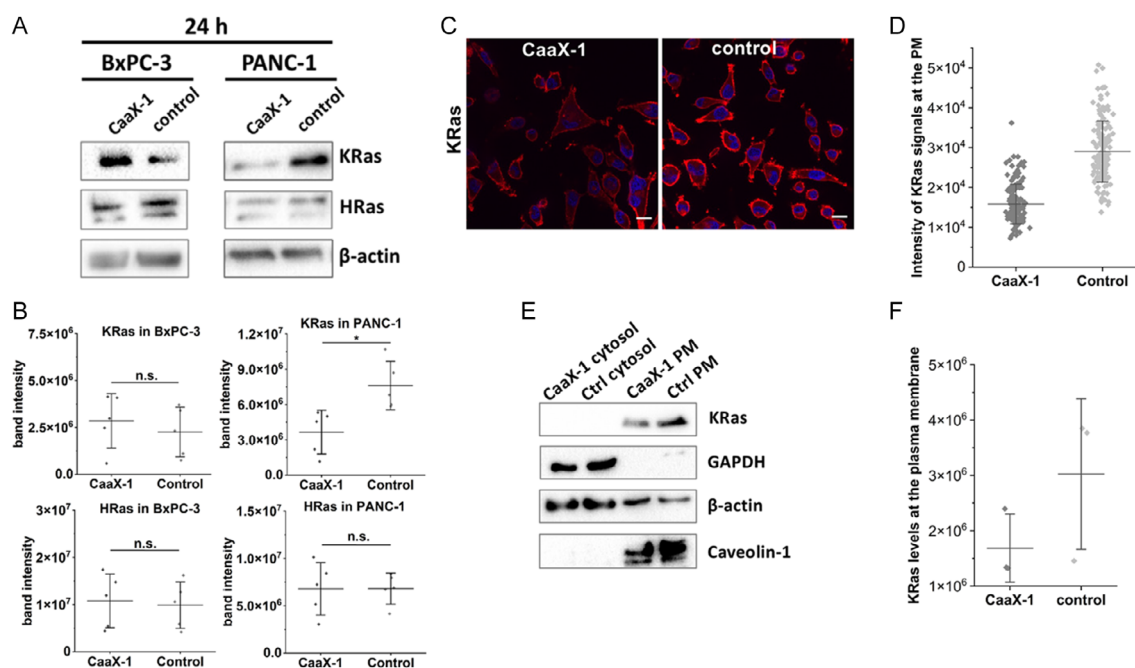 A
24 h
BxPC-3
PANC-1
CaaX-1
control
CaaX-1
control
KRas
HRas
β-actin
B
7.5×10⁶
5.0×10⁶
2.5×10⁶
0.0
band intensity
KRas in BxPC-3
n.s.
CaaX-1 Control
1.2×10⁷
9.0×10⁶
6.0×10⁶
3.0×10⁶
0.0
band intensity
KRas in PANC-1
*
CaaX-1 Control
3×10⁷
2×10⁷
1×10⁷
0
band intensity
HRas in BxPC-3
n.s.
CaaX-1 Control
1.5×10⁷
1.0×10⁷
7.5×10⁶
5.0×10⁶
2.5×10⁶
0.0
band intensity
HRas in PANC-1
n.s.
CaaX-1 Control
C
CaaX-1
control
KRas
D
Intensity of KRas signals at the PM
5×10⁴
4×10⁴
3×10⁴
2×10⁴
1×10⁴
0
CaaX-1 Control
E
CaaX-1 cytosol
Ctrl cytosol
CaaX-1 PM
Ctrl PM
KRas
GAPDH
β-actin
Caveolin-1
F
KRas levels at the plasma membrane
5×10⁶
4×10⁶
3×10⁶
2×10⁶
1×10⁶
CaaX-1 control